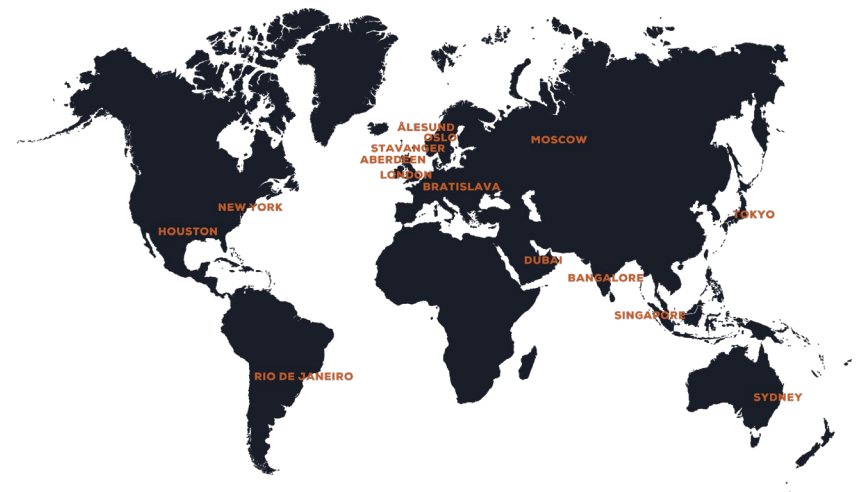 ÅLESUND
OSLO
MOSCOW
STAVANGER
ABERDEEN
LONDON
BRATISLAVA
NEW YORK
TOKYO
HOUSTON
DUBAI
BANGALORE
SINGAPORE
RIO DE JANEIRO
SYDNEY